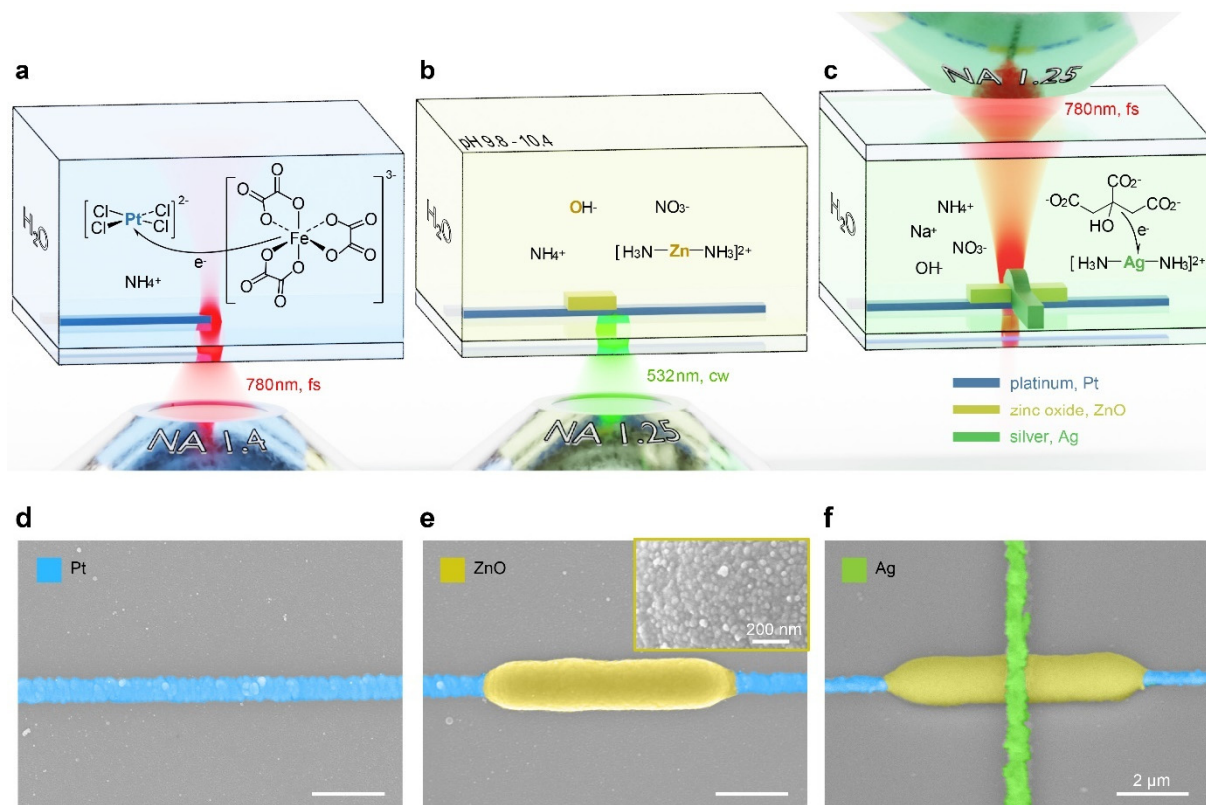 a
H₂O
[Cl Cl Pt Cl Cl]²⁻
NH₄⁺
e⁻
[O O O O O O Fe O O O O O O]³⁻
780nm, fs
NA 1.4
b
pH 9.8 - 10.4
H₂O
OH⁻
NO₃⁻
NH₄⁺
[H₃N—Zn—NH₃]²⁺
532nm, cw
NA 1.25
c
NA 1.25
780nm, fs
H₂O
NH₄⁺
Na⁺
NO₃⁻
OH⁻
CO₂⁻
⁻O₂C
CO₂⁻
HO
e⁻
[H₃N—Ag—NH₃]²⁺
platinum, Pt
zinc oxide, ZnO
silver, Ag
d
Pt
e
ZnO
200 nm
f
Ag
2 µm